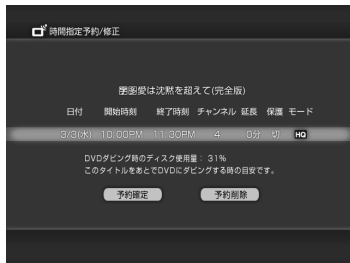 時間指定予約/修正
愛は沈黙を超えて(完全版)
日付 開始時刻 終了時刻 チャンネル 延長 保護 モード
3/3(水) 10:00PM 11:30PM 4 0分 切 HQ
DVDダビング時のディスク使用量: 31%
このタイトルをあとでDVDにダビングする時の目安です。
予約確定 予約削除